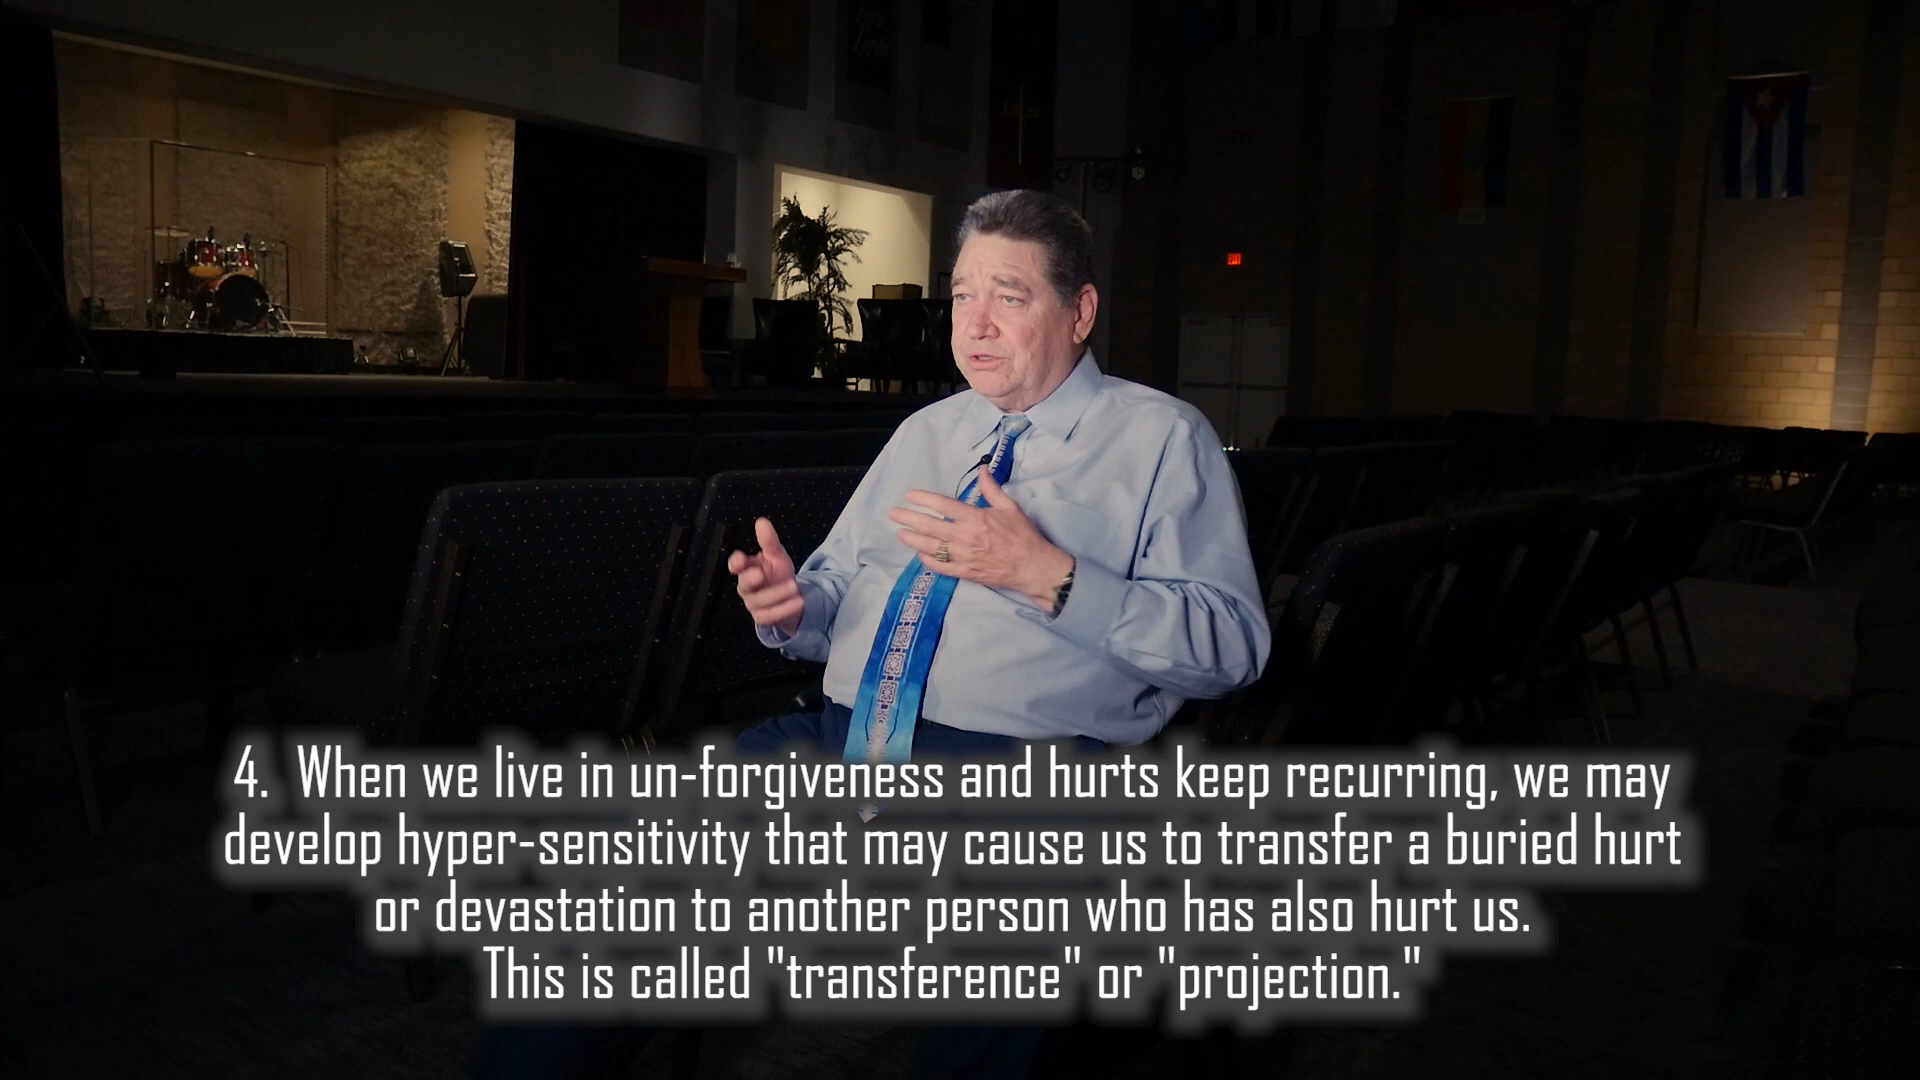 4. When we live in un-forgiveness and hurts keep recurring, we may
develop hyper-sensitivity that may cause us to transfer a buried hurt
or devastation to another person who has also hurt us.
This is called "transference" or "projection."